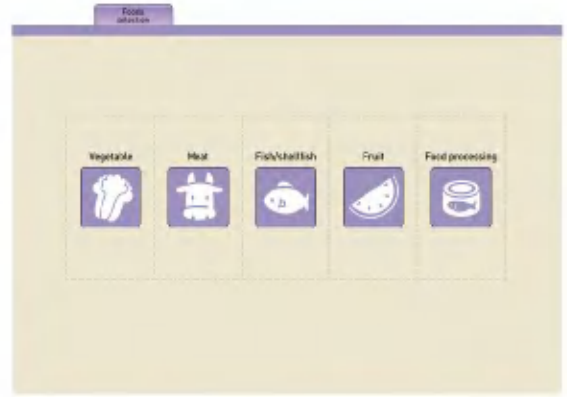 Foods
selection
Vegetable
Meat
Fish/shellfish
Fruit
Food processing